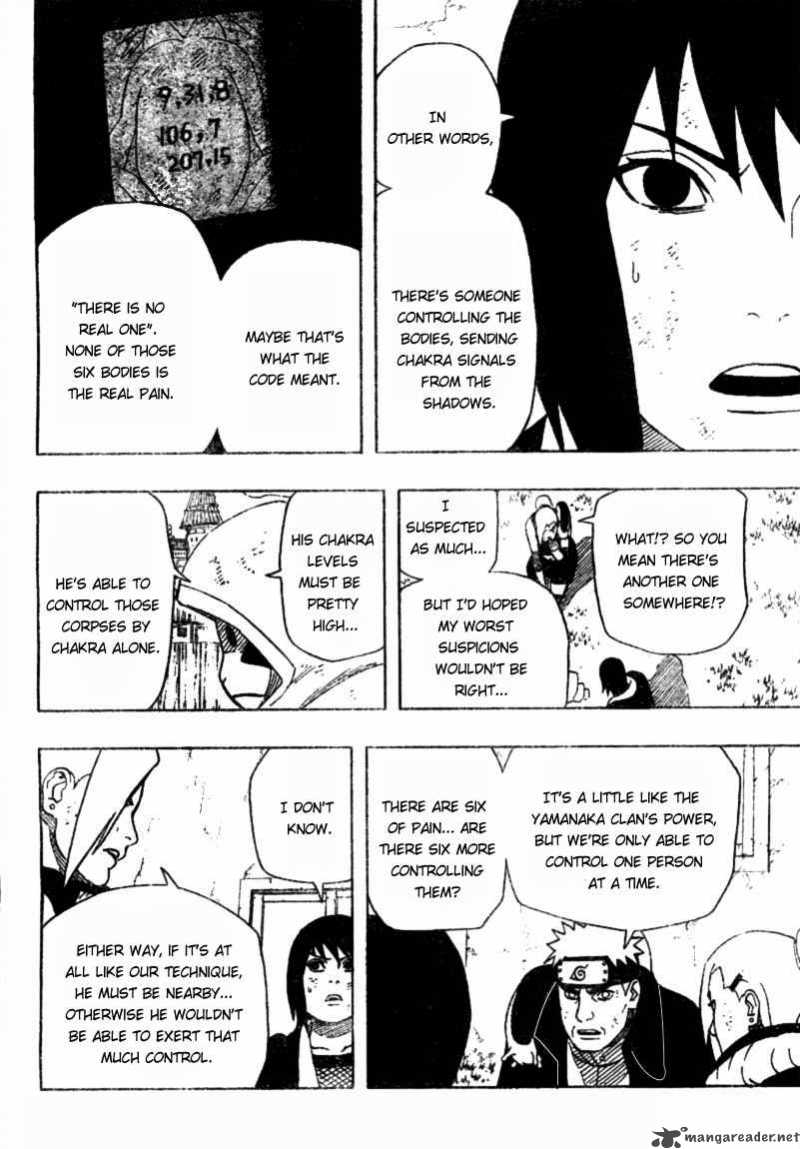 IN
OTHER WORDS,
THERE'S SOMEONE
CONTROLLING THE
BODIES, SENDING
CHAKRA SIGNALS
FROM THE
SHADOWS.
9,31,8
106,7
207,15
MAYBE THAT'S
WHAT THE
CODE MEANT.
"THERE IS NO
REAL ONE".
NONE OF THOSE
SIX BODIES IS
THE REAL PAIN.
WHAT!? SO YOU
MEAN THERE'S
ANOTHER ONE
SOMEWHERE!?
I
SUSPECTED
AS MUCH...
BUT I'D HOPED
MY WORST
SUSPICIONS
WOULDN'T BE
RIGHT...
HIS CHAKRA
LEVELS
MUST BE
PRETTY
HIGH...
HE'S ABLE TO
CONTROL THOSE
CORPSES BY
CHAKRA ALONE.
IT'S A LITTLE LIKE THE
YAMANAKA CLAN'S POWER,
BUT WE'RE ONLY ABLE TO
CONTROL ONE PERSON
AT A TIME.
THERE ARE SIX
OF PAIN... ARE
THERE SIX MORE
CONTROLLING
THEM?
I DON'T
KNOW.
EITHER WAY, IF IT'S AT
ALL LIKE OUR TECHNIQUE,
HE MUST BE NEARBY...
OTHERWISE HE WOULDN'T
BE ABLE TO EXERT THAT
MUCH CONTROL.
mangareader.net